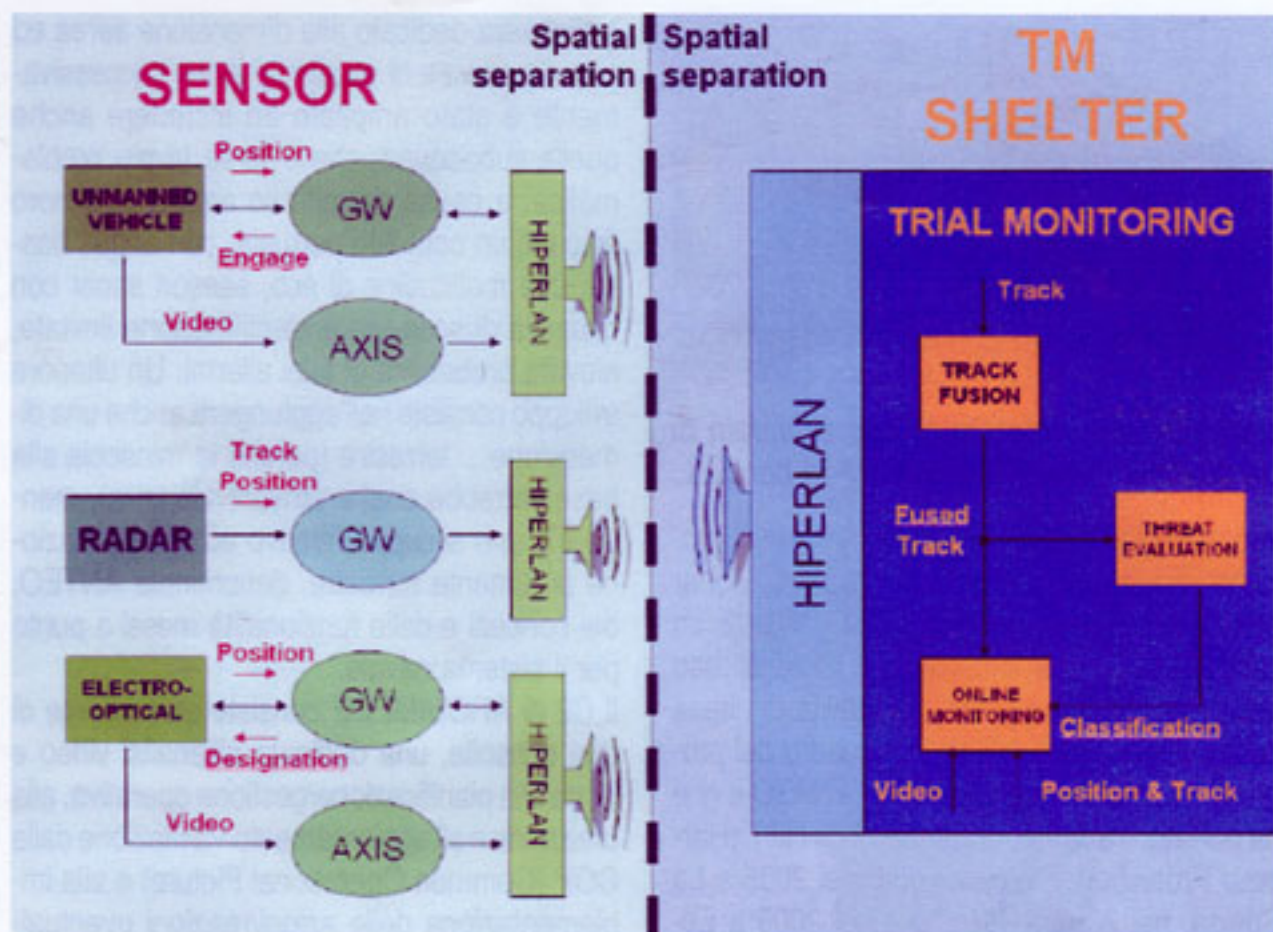 SENSOR
Spatial
separation
Position
UNMANNED
VEHICLE
GW
Engage
Video
AXIS
HIPERLAN
Track
Position
RADAR
GW
HIPERLAN
Position
ELECTRO-
OPTICAL
GW
Designation
Video
AXIS
HIPERLAN
Spatial
separation
TM
SHELTER
HIPERLAN
TRIAL MONITORING
Track
TRACK
FUSION
Fused
Track
THREAT
EVALUATION
ONLINE
MONITORING
Classification
Video
Position & Track